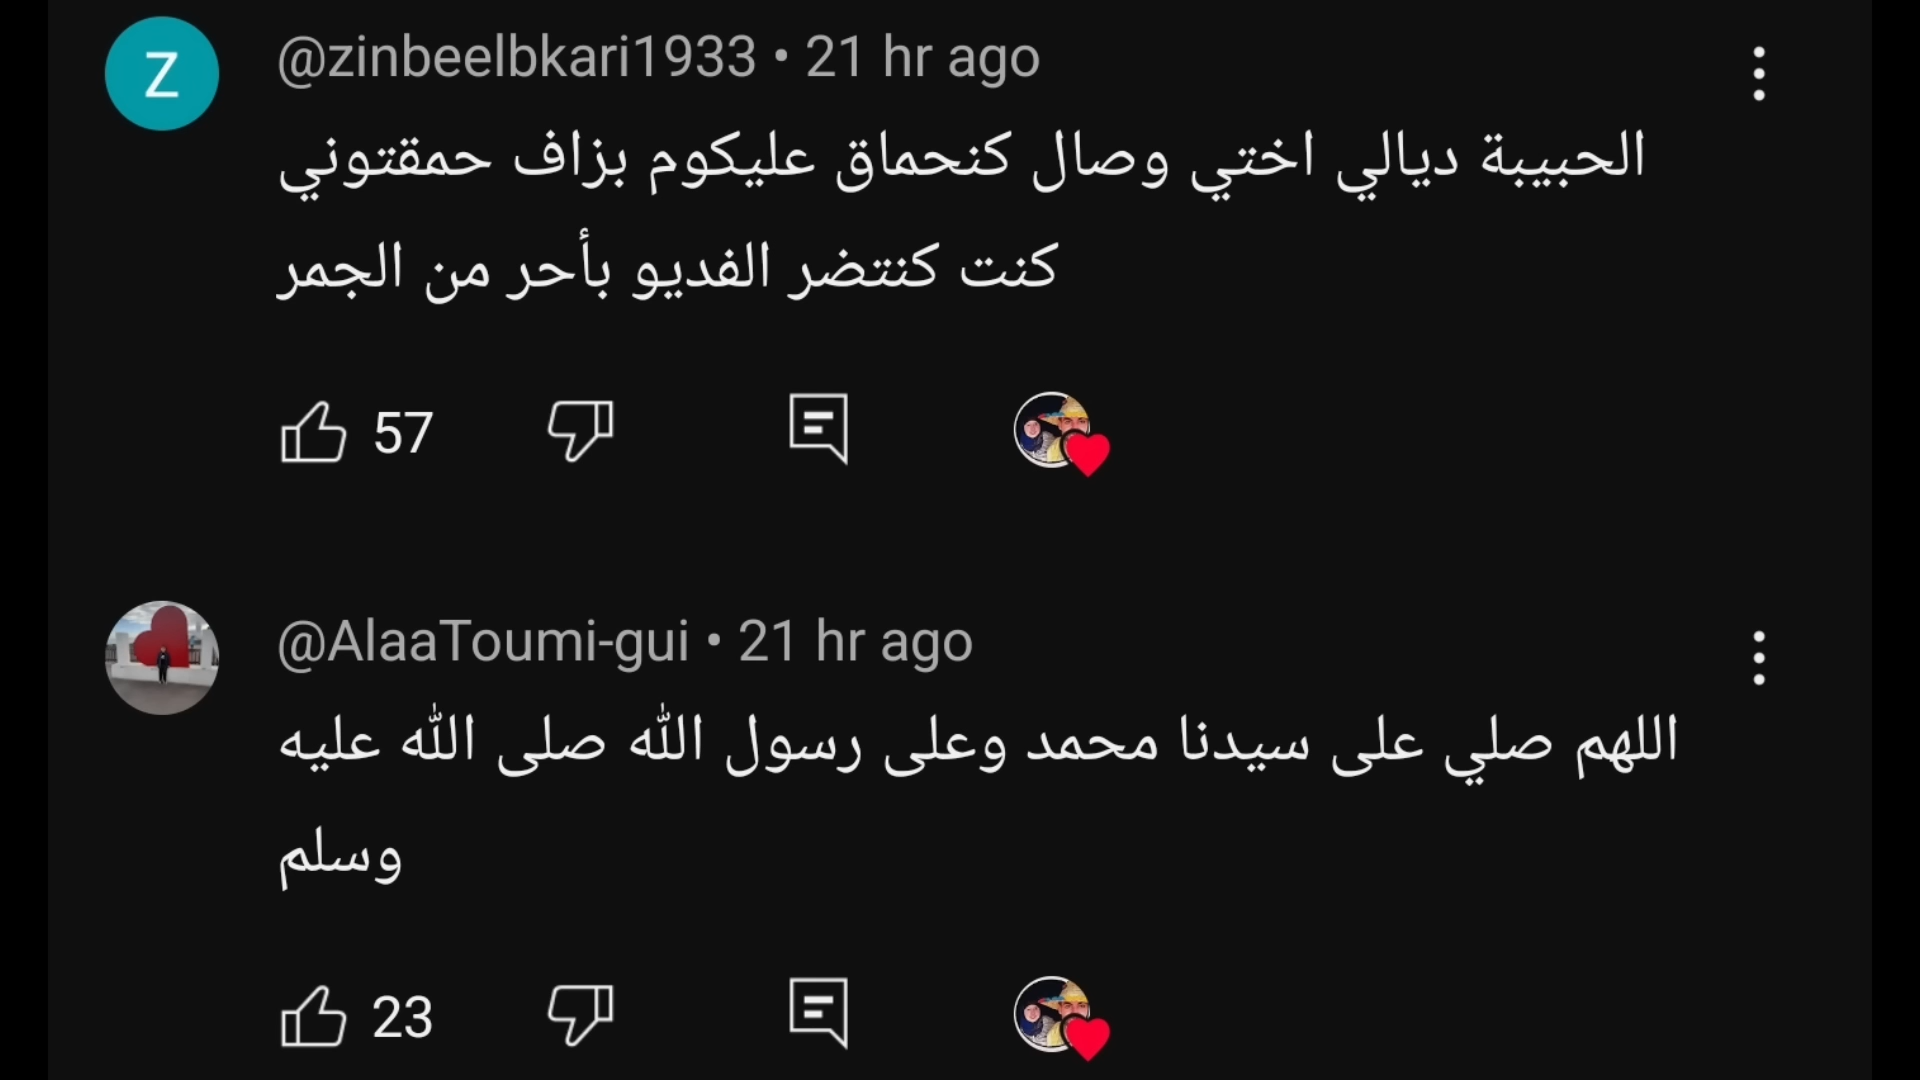 Z
@zinbeelbkari1933 • 21 hr ago
الحبيبة ديالي اختي وصال كنحماق عليكوم بزاف حمقتوني
كنت كنتضر الفديو بأحر من الجمر
57
@AlaaToumi-gui • 21 hr ago
اللهم صلي على سيدنا محمد وعلى رسول الله صلى الله عليه
وسلم
23